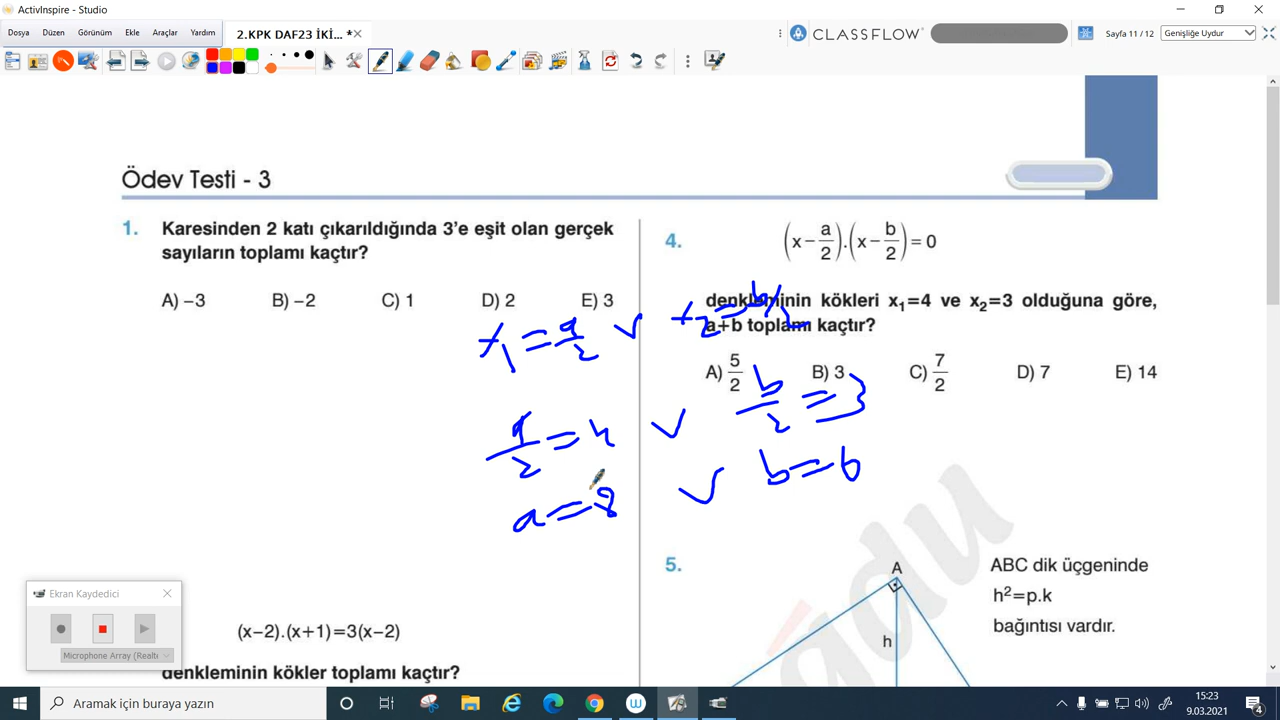 ActivInspire - Studio
Dosya Düzen Görünüm Ekle Araçlar Yardım
2.KPK DAF23 İKİ... *
CLASSFLOW
Sayfa 11 / 12
Genişliğe Uydur
Ödev Testi - 3
1. Karesinden 2 katı çıkarıldığında 3'e eşit olan gerçek
sayıların toplamı kaçtır?
A) −3 B) −2 C) 1 D) 2 E) 3
(x−2).(x+1)=3(x−2)
denkleminin kökler toplamı kaçtır?
4. (x − a/2).(x − b/2) = 0
denkleminin kökleri x₁=4 ve x₂=3 olduğuna göre,
a+b toplamı kaçtır?
A) 5/2 B) 3 C) 7/2 D) 7 E) 14
x₁ = a/2 ∨ x₂ = b/2
a/2 = 4 ∨ b/2 = 3
a = 8 ∨ b = 6
5. ABC dik üçgeninde
h²=p.k
bağıntısı vardır.
A
h
adu
Ekran Kaydedici
Microphone Array (Realte
Aramak için buraya yazın
15:23
9.03.2021
4